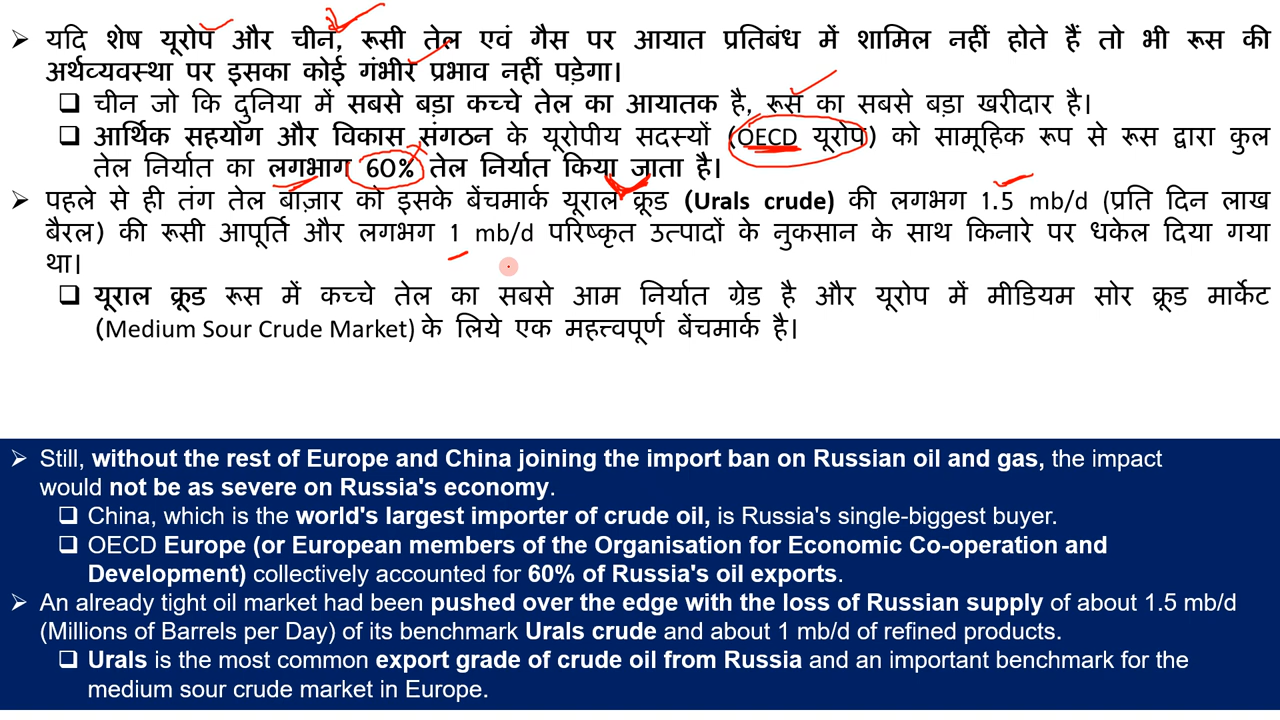 ➢ यदि शेष यूरोप और चीन, रूसी तेल एवं गैस पर आयात प्रतिबंध में शामिल नहीं होते हैं तो भी रूस की
अर्थव्यवस्था पर इसका कोई गंभीर प्रभाव नहीं पड़ेगा।
❑ चीन जो कि दुनिया में सबसे बड़ा कच्चे तेल का आयातक है, रूस का सबसे बड़ा खरीदार है।
❑ आर्थिक सहयोग और विकास संगठन के यूरोपीय सदस्यों (OECD यूरोप) को सामूहिक रूप से रूस द्वारा कुल
तेल निर्यात का लगभग 60% तेल निर्यात किया जाता है।
➢ पहले से ही तंग तेल बाज़ार को इसके बेंचमार्क यूराल क्रूड (Urals crude) की लगभग 1.5 mb/d (प्रति दिन लाख
बैरल) की रूसी आपूर्ति और लगभग 1 mb/d परिष्कृत उत्पादों के नुकसान के साथ किनारे पर धकेल दिया गया
था।
❑ यूराल क्रूड रूस में कच्चे तेल का सबसे आम निर्यात ग्रेड है और यूरोप में मीडियम सोर क्रूड मार्केट
(Medium Sour Crude Market) के लिये एक महत्त्वपूर्ण बेंचमार्क है।
➢ Still, without the rest of Europe and China joining the import ban on Russian oil and gas, the impact
would not be as severe on Russia's economy.
❑ China, which is the world's largest importer of crude oil, is Russia's single-biggest buyer.
❑ OECD Europe (or European members of the Organisation for Economic Co-operation and
Development) collectively accounted for 60% of Russia's oil exports.
➢ An already tight oil market had been pushed over the edge with the loss of Russian supply of about 1.5 mb/d
(Millions of Barrels per Day) of its benchmark Urals crude and about 1 mb/d of refined products.
❑ Urals is the most common export grade of crude oil from Russia and an important benchmark for the
medium sour crude market in Europe.